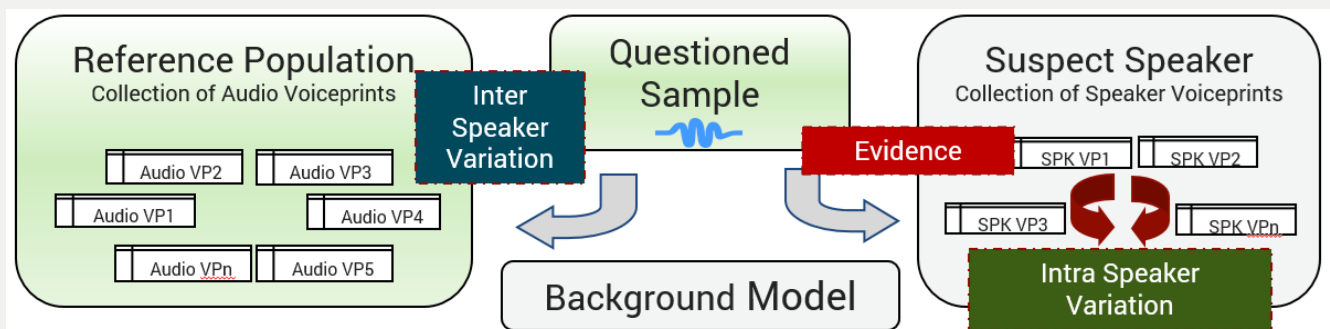 Reference Population
Collection of Audio Voiceprints
Audio VP2
Audio VP3
Audio VP1
Audio VP4
Audio VPn
Audio VP5
Inter
Speaker
Variation
Questioned
Sample
Evidence
Background Model
Suspect Speaker
Collection of Speaker Voiceprints
SPK VP1
SPK VP2
SPK VP3
SPK VPn
Intra Speaker
Variation